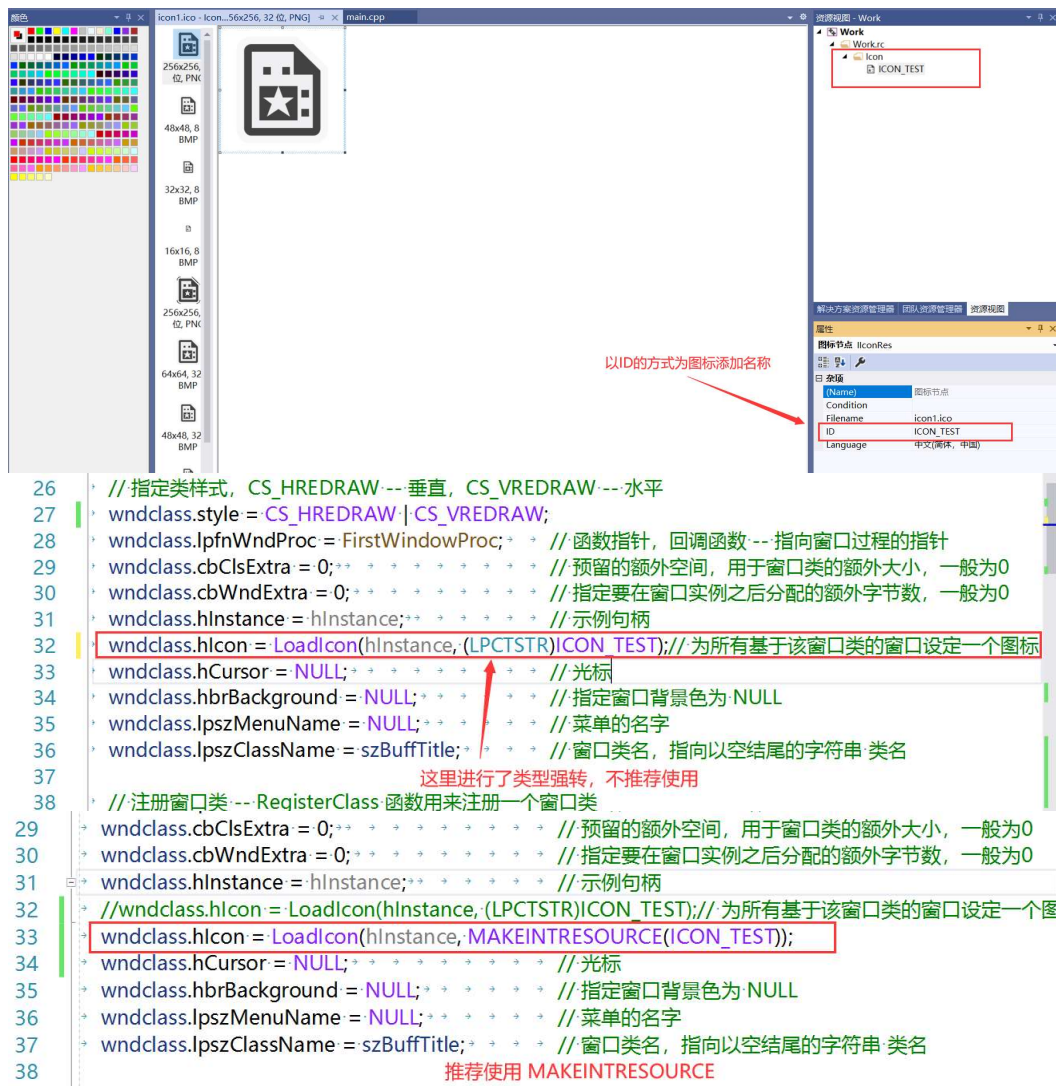 颜色
icon1.ico - Icon...56x256, 32 位, PNG]
main.cpp
资源视图 - Work
Work
Work.rc
Icon
ICON_TEST
256x256,
位, PNG
48x48, 8
BMP
32x32, 8
BMP
16x16, 8
BMP
256x256,
位, PNG
64x64, 32
BMP
48x48, 32
BMP
解决方案资源管理器 团队资源管理器 资源视图
属性
图标节点 IIconRes
杂项
(Name) 图标节点
Condition
Filename icon1.ico
ID ICON_TEST
Language 中文(简体，中国)
以ID的方式为图标添加名称
26 // 指定类样式，CS_HREDRAW -- 垂直，CS_VREDRAW -- 水平
27 wndclass.style = CS_HREDRAW | CS_VREDRAW;
28 wndclass.lpfnWndProc = FirstWindowProc; // 函数指针，回调函数 -- 指向窗口过程的指针
29 wndclass.cbClsExtra = 0; // 预留的额外空间，用于窗口类的额外大小，一般为0
30 wndclass.cbWndExtra = 0; // 指定要在窗口实例之后分配的额外字节数，一般为0
31 wndclass.hInstance = hInstance; // 示例句柄
32 wndclass.hIcon = LoadIcon(hInstance, (LPCTSTR)ICON_TEST);// 为所有基于该窗口类的窗口设定一个图标
33 wndclass.hCursor = NULL; // 光标
34 wndclass.hbrBackground = NULL; // 指定窗口背景色为 NULL
35 wndclass.lpszMenuName = NULL; // 菜单的名字
36 wndclass.lpszClassName = szBuffTitle; // 窗口类名，指向以空结尾的字符串 类名
37
这里进行了类型强转，不推荐使用
38 // 注册窗口类 -- RegisterClass 函数用来注册一个窗口类
29 wndclass.cbClsExtra = 0; // 预留的额外空间，用于窗口类的额外大小，一般为0
30 wndclass.cbWndExtra = 0; // 指定要在窗口实例之后分配的额外字节数，一般为0
31 wndclass.hInstance = hInstance; // 示例句柄
32 //wndclass.hIcon = LoadIcon(hInstance, (LPCTSTR)ICON_TEST);// 为所有基于该窗口类的窗口设定一个图
33 wndclass.hIcon = LoadIcon(hInstance, MAKEINTRESOURCE(ICON_TEST));
34 wndclass.hCursor = NULL; // 光标
35 wndclass.hbrBackground = NULL; // 指定窗口背景色为 NULL
36 wndclass.lpszMenuName = NULL; // 菜单的名字
37 wndclass.lpszClassName = szBuffTitle; // 窗口类名，指向以空结尾的字符串 类名
38
推荐使用 MAKEINTRESOURCE